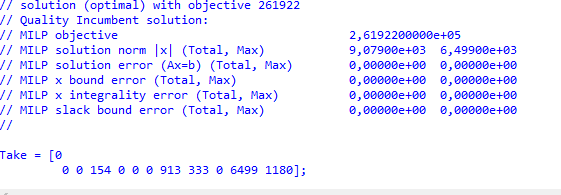 // solution (optimal) with objective 261922
// Quality Incumbent solution:
// MILP objective 2,6192200000e+05
// MILP solution norm |x| (Total, Max) 9,07900e+03 6,49900e+03
// MILP solution error (Ax=b) (Total, Max) 0,00000e+00 0,00000e+00
// MILP x bound error (Total, Max) 0,00000e+00 0,00000e+00
// MILP x integrality error (Total, Max) 0,00000e+00 0,00000e+00
// MILP slack bound error (Total, Max) 0,00000e+00 0,00000e+00
//
Take = [0
0 0 154 0 0 0 913 333 0 6499 1180];